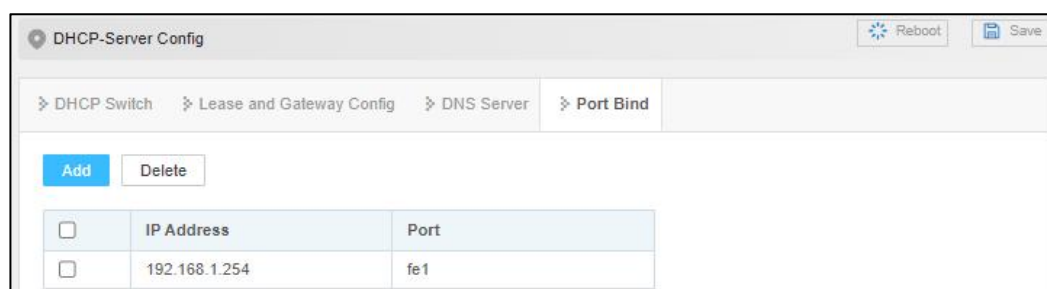 DHCP-Server Config Reboot Save
DHCP Switch Lease and Gateway Config DNS Server Port Bind
Add Delete
IP Address Port
192.168.1.254 fe1